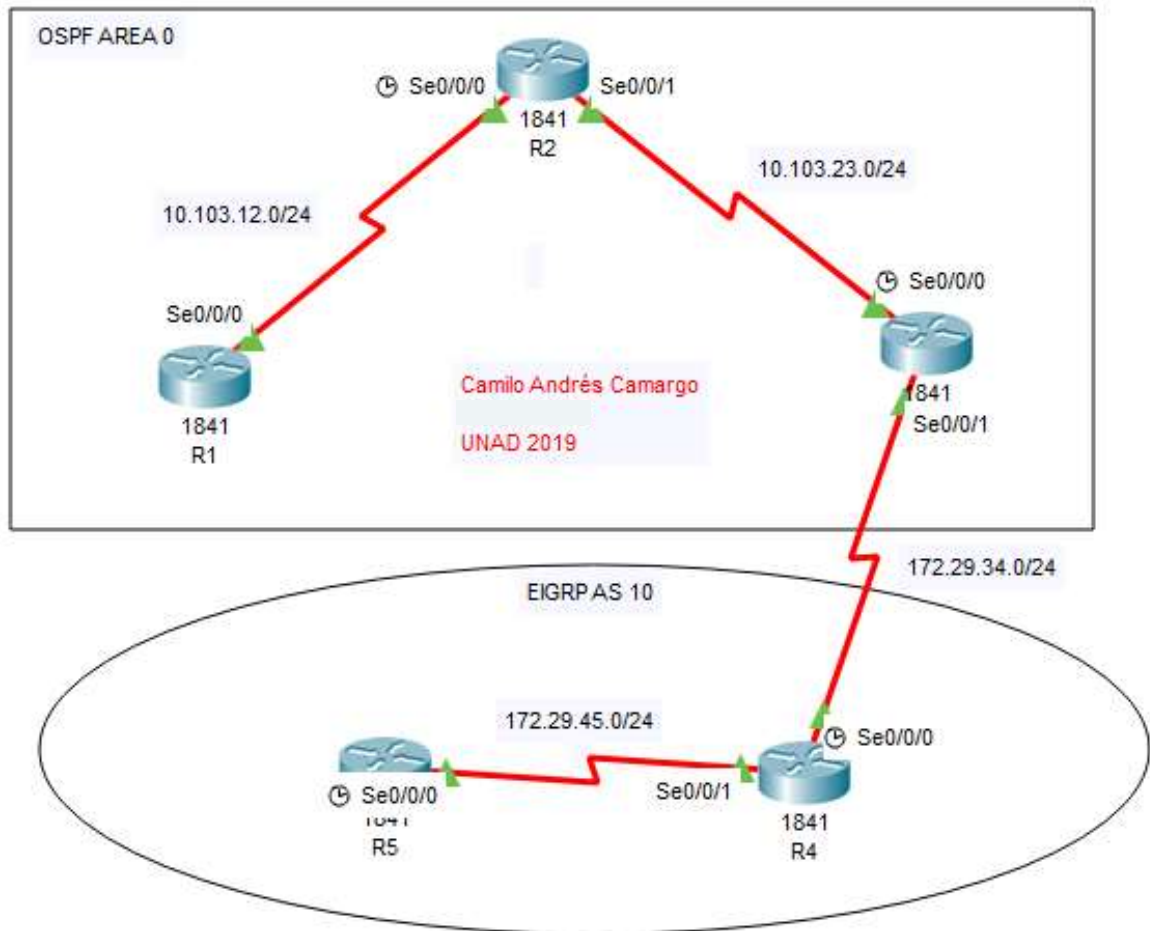 OSPF AREA 0
Se0/0/0
Se0/0/1
1841
R2
10.103.23.0/24
10.103.12.0/24
Se0/0/0
Se0/0/0
1841
R1
Camilo Andrés Camargo
UNAD 2019
1841
Se0/0/1
172.29.34.0/24
EIGRP AS 10
172.29.45.0/24
Se0/0/0
Se0/0/0
Se0/0/1
R5
1841
R4